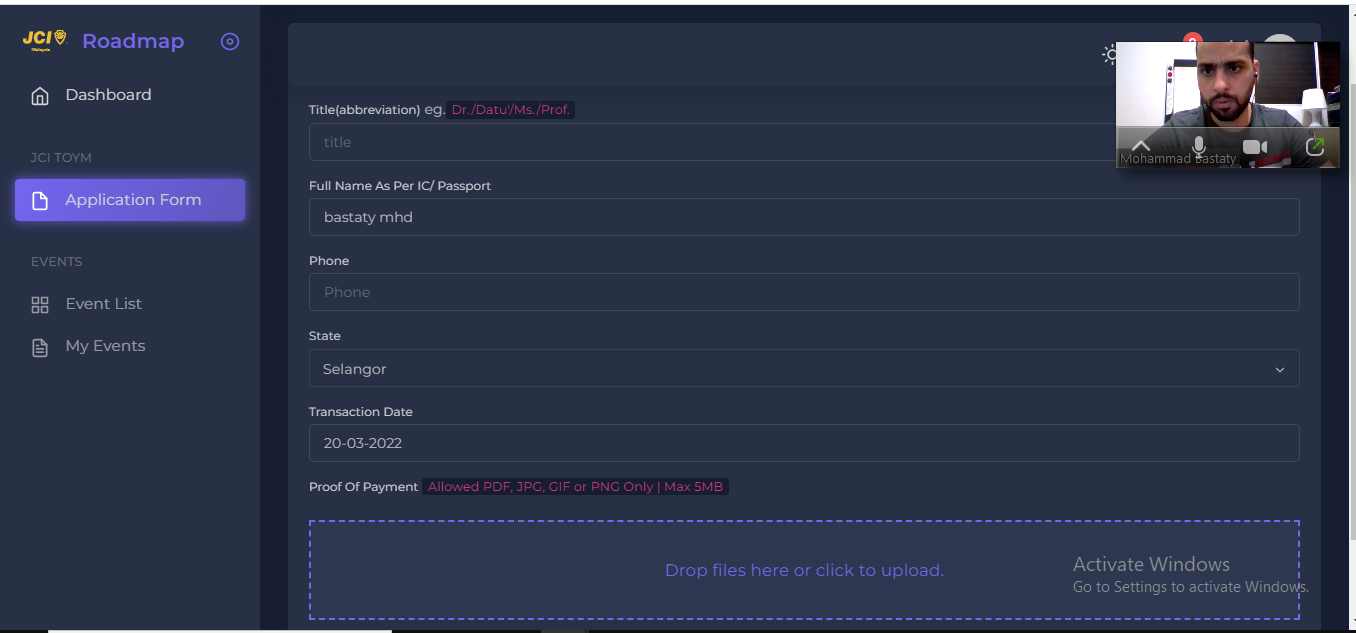 JCI
Malaysia
Roadmap
Dashboard
JCI TOYM
Application Form
EVENTS
Event List
My Events
Title(abbreviation) eg. Dr./Datu'/Ms./Prof.
title
Full Name As Per IC/ Passport
bastaty mhd
Phone
Phone
State
Selangor
Transaction Date
20-03-2022
Proof Of Payment Allowed PDF, JPG, GIF or PNG Only | Max 5MB
Drop files here or click to upload.
Mohammad Bastaty
Activate Windows
Go to Settings to activate Windows.